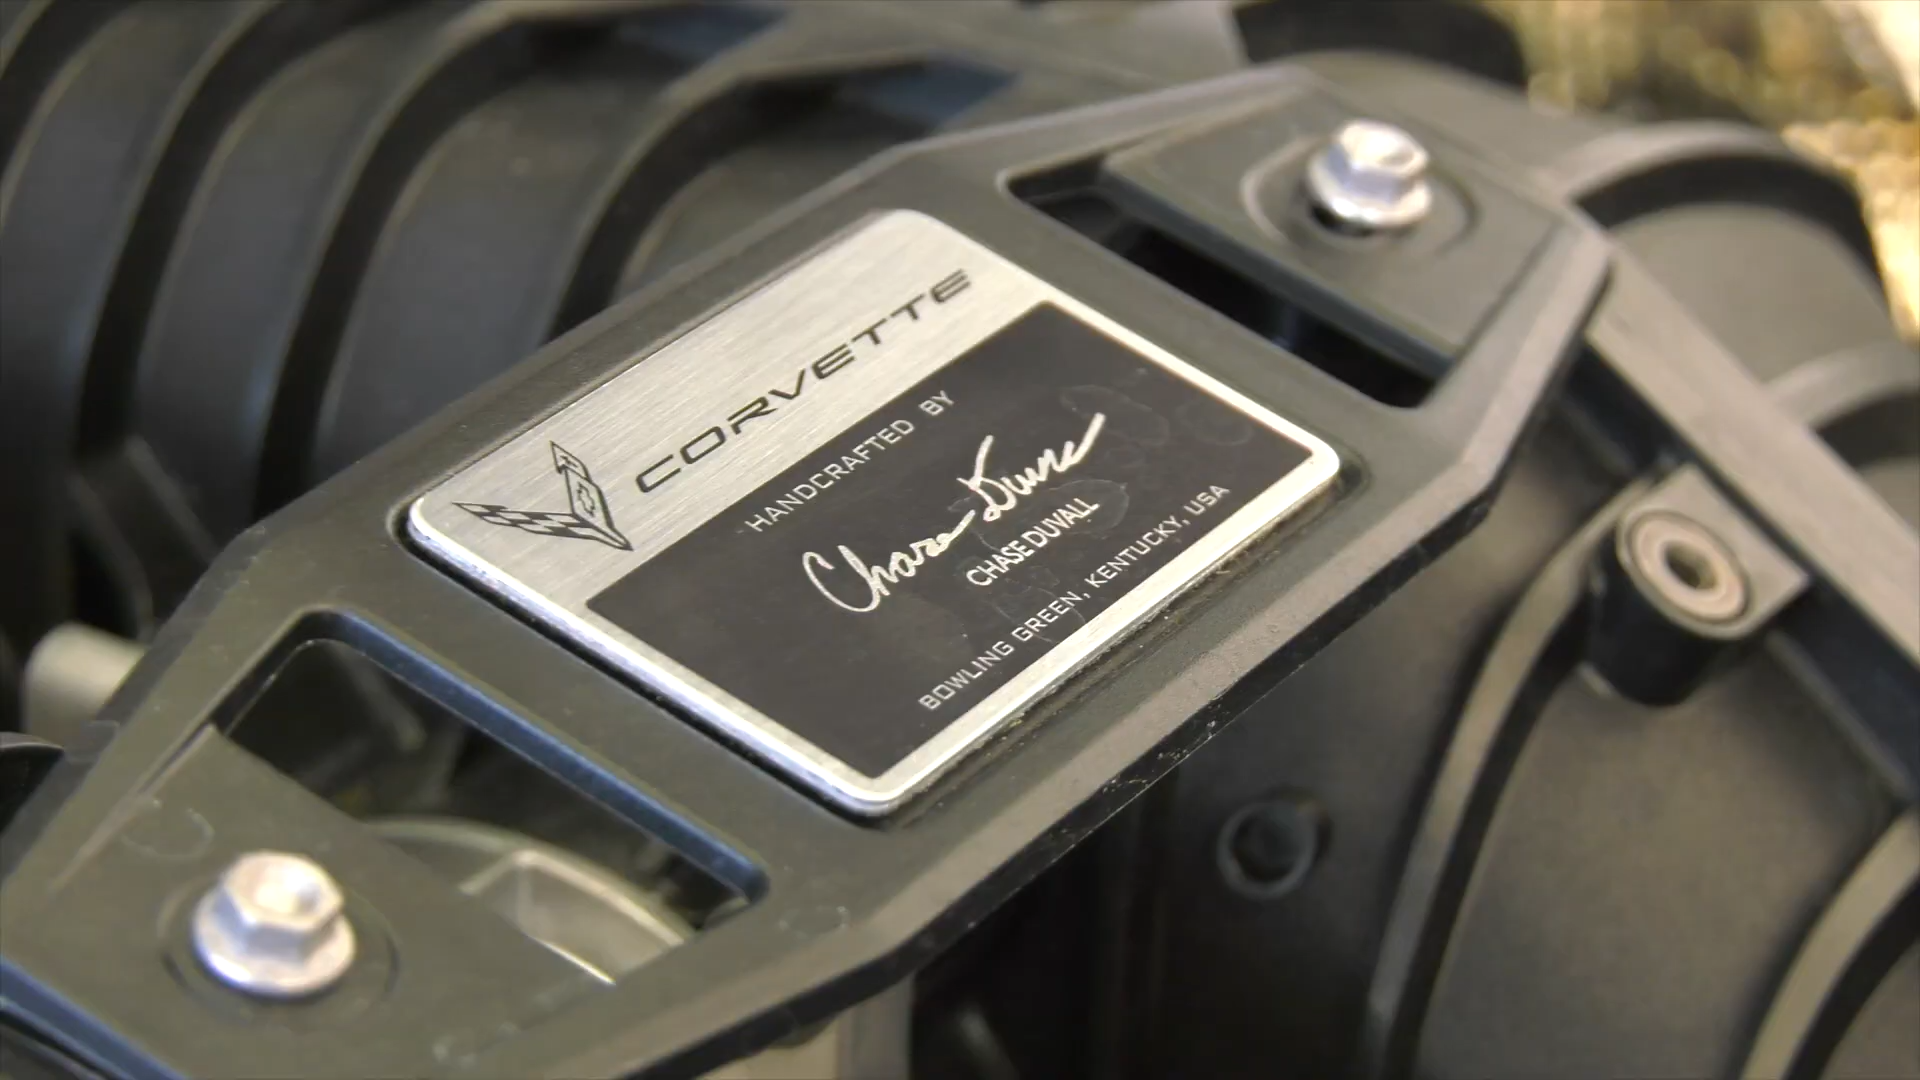 CORVETTE
HANDCRAFTED BY
Chase Duvall
CHASE DUVALL
BOWLING GREEN, KENTUCKY, USA